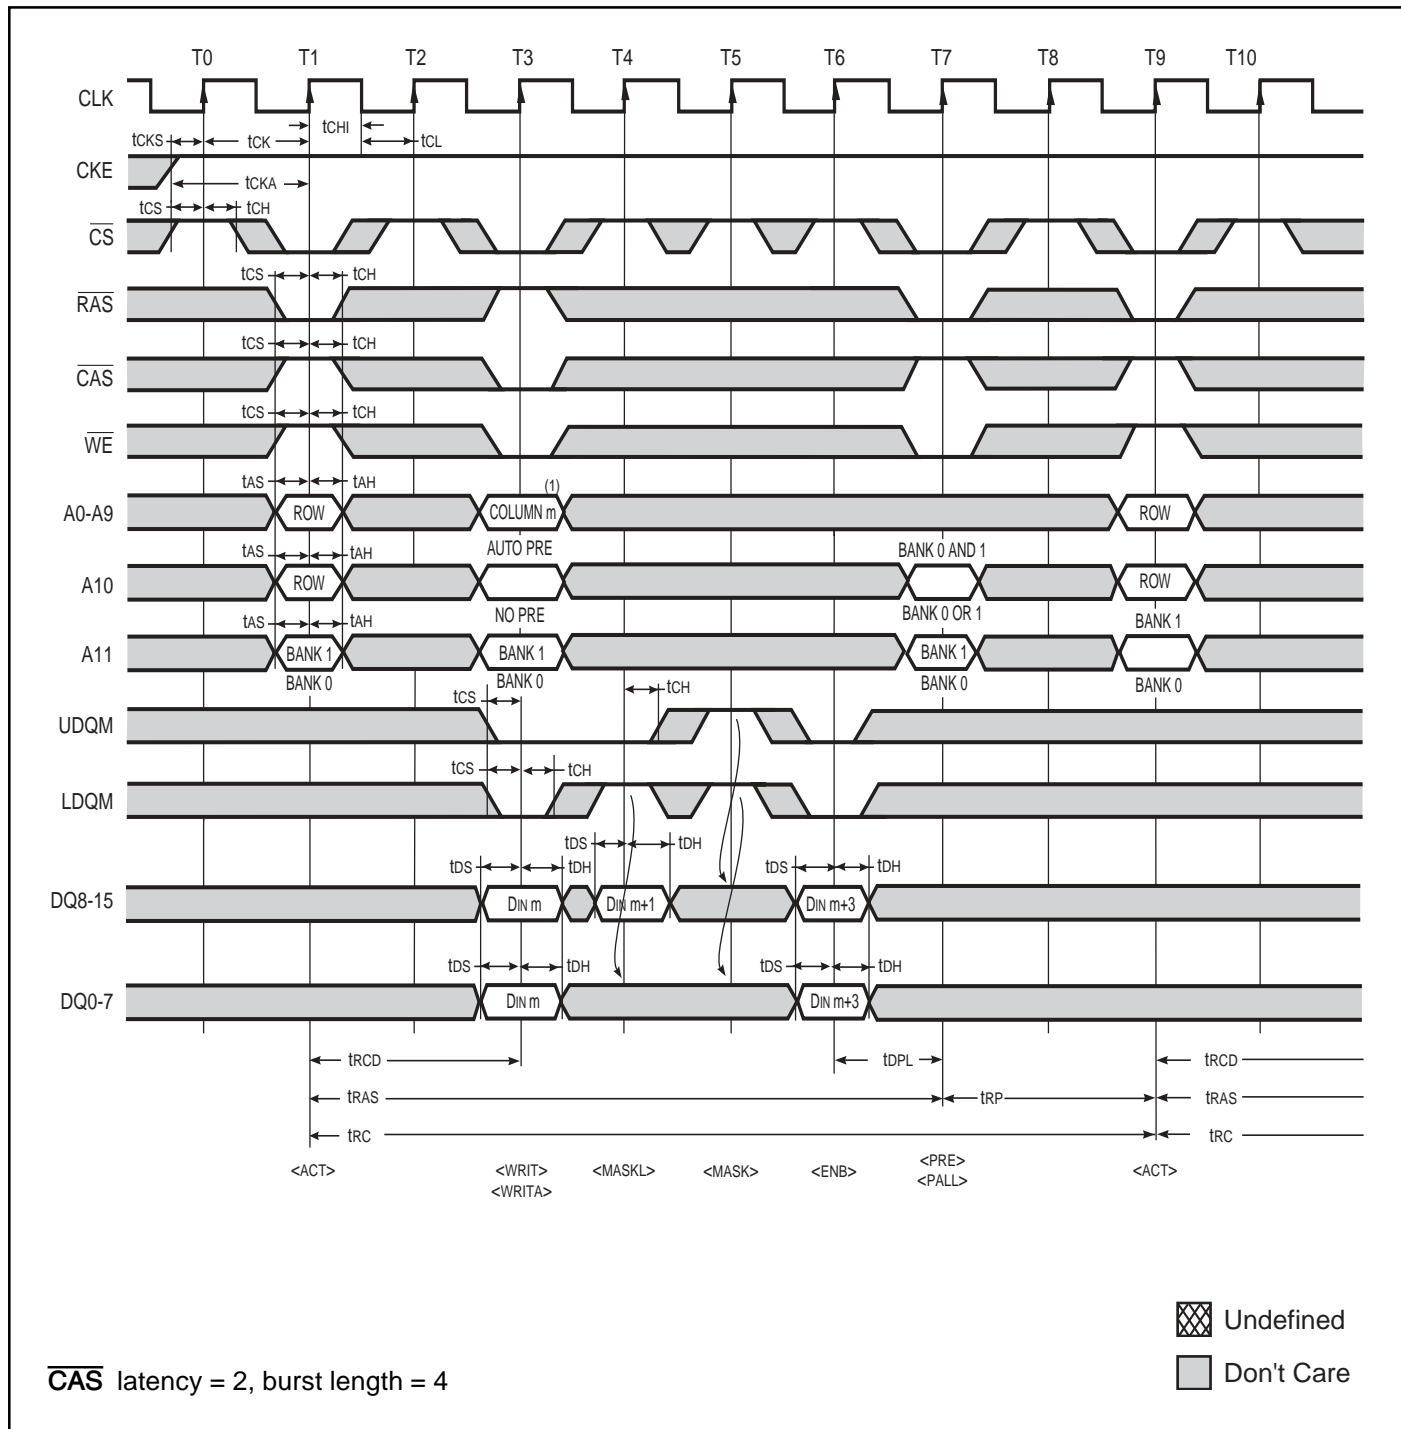 T0 T1 T2 T3 T4 T5 T6 T7 T8 T9 T10
CLK
tCHI
tCKS tCK tCL
CKE
tCKA
tCS tCH
CS
tCS tCH
RAS
tCS tCH
CAS
tCS tCH
WE
tAS tAH (1)
A0-A9 ROW COLUMN m ROW
tAS tAH AUTO PRE BANK 0 AND 1
A10 ROW ROW
tAS tAH NO PRE BANK 0 OR 1 BANK 1
A11 BANK 1 BANK 1 BANK 1
BANK 0 BANK 0 BANK 0 BANK 0
tCS tCH
UDQM
tCS tCH
LDQM
tDS tDH
tDS tDH tDS tDH
DQ8-15 DIN m DIN m+1 DIN m+3
tDS tDH tDS tDH
DQ0-7 DIN m DIN m+3
tRCD tDPL tRCD
tRAS tRP tRAS
tRC tRC
<ACT> <WRIT> <MASKL> <MASK> <ENB> <PRE> <ACT>
<WRITA> <PALL>
Undefined
Don't Care
CAS latency = 2, burst length = 4